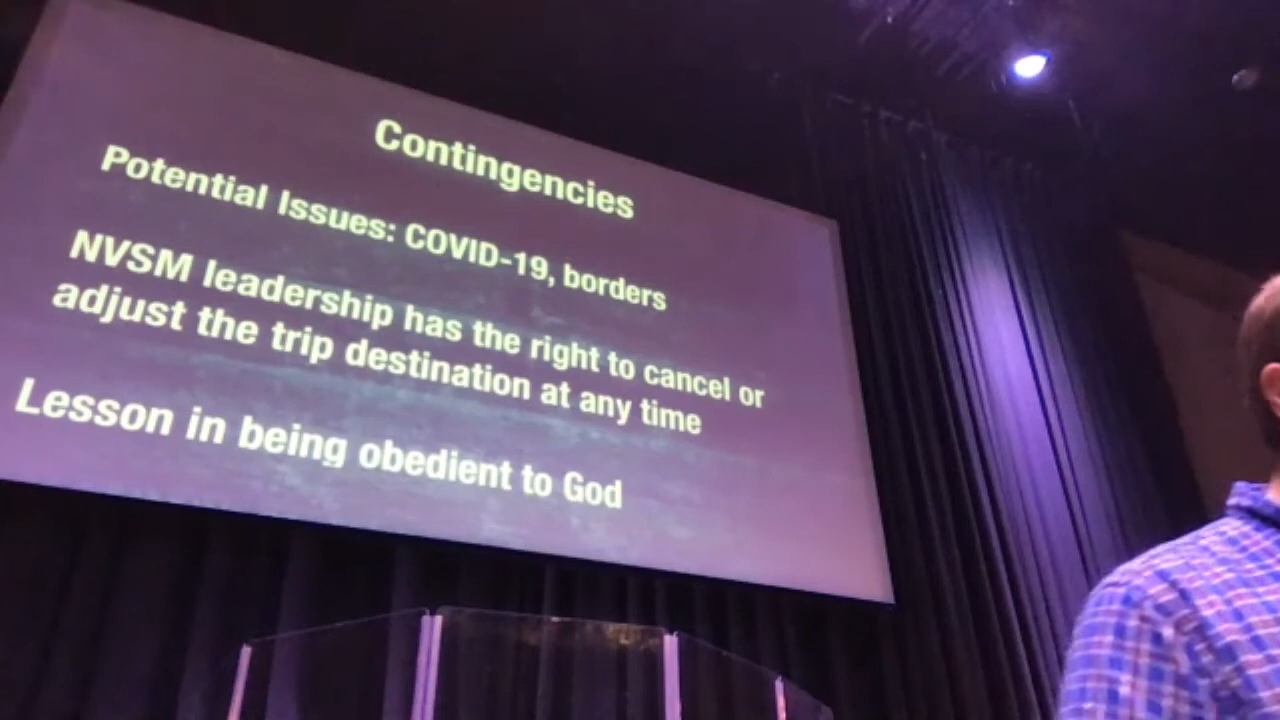 Contingencies
Potential Issues: COVID-19, borders
NVSM leadership has the right to cancel or
adjust the trip destination at any time
Lesson in being obedient to God